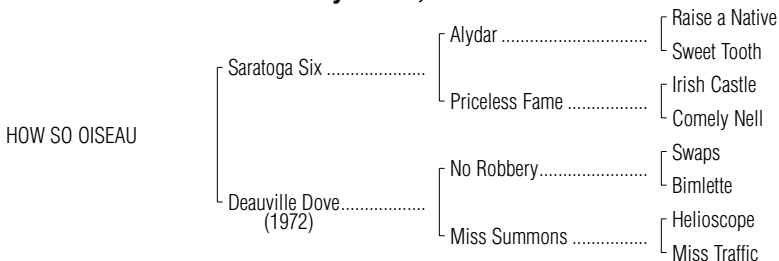 Raise a Native
Alydar ..............................
Sweet Tooth
Saratoga Six .....................
Irish Castle
Priceless Fame ................
Comely Nell
HOW SO OISEAU
Swaps
No Robbery......................
Bimlette
Deauville Dove..................
(1972)
Helioscope
Miss Summons ...............
Miss Traffic